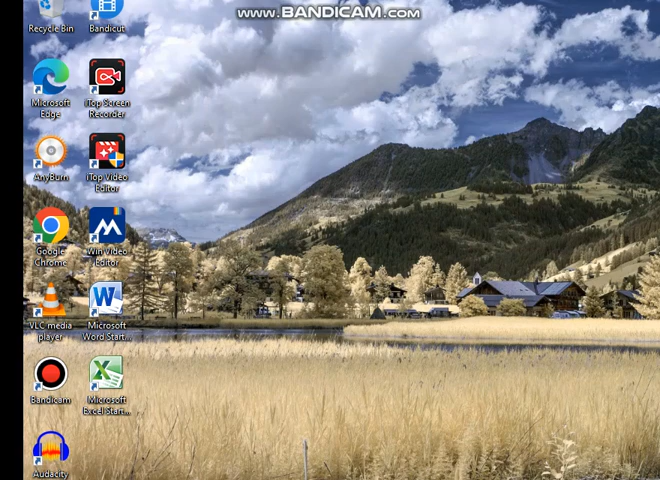 www.BANDICAM.com
Recycle Bin
Bandicut
Microsoft
Edge
iTop Screen
Recorder
AnyBurn
iTop Video
Editor
Google
Chrome
Win Video
Editor
VLC media
player
Microsoft
Word Start...
Bandicam
Microsoft
Excel Start...
Audacity